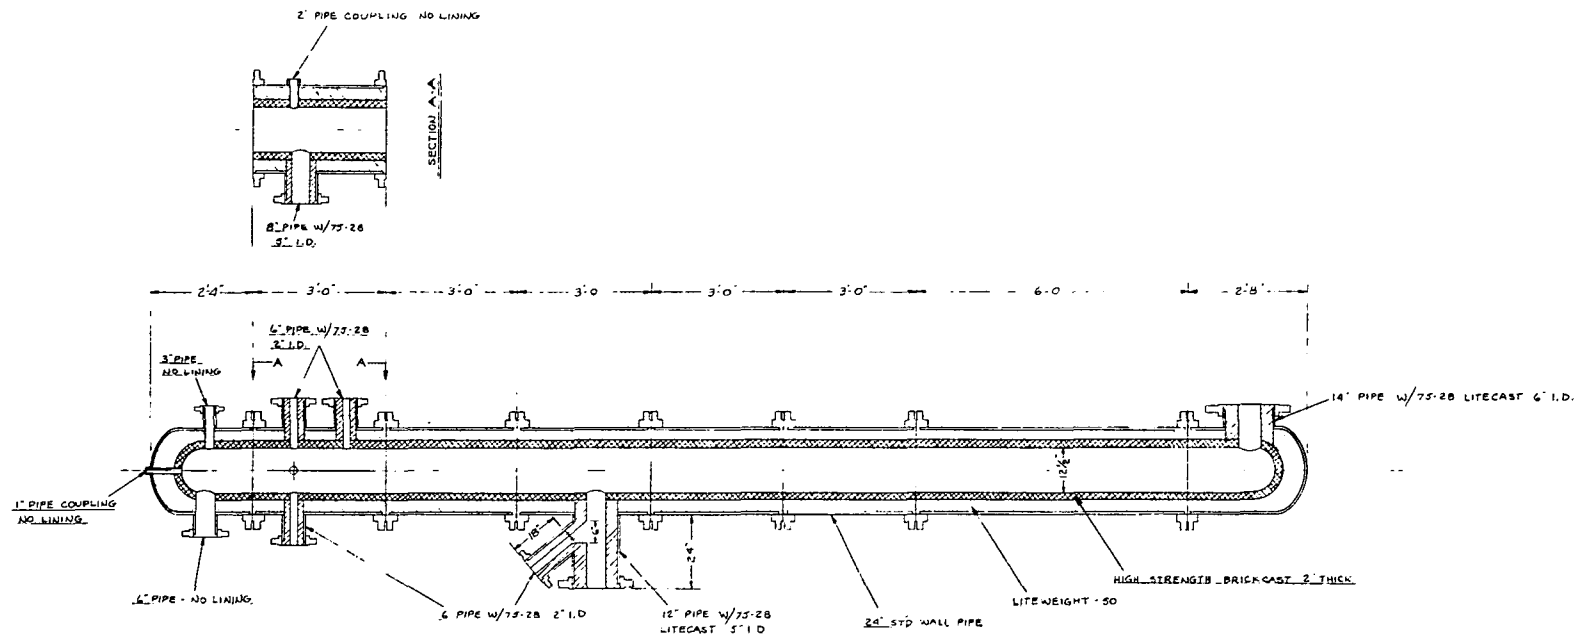 2" PIPE COUPLING NO LINING
SECTION A-A
8" PIPE W/75-28
5" I.D.
2'-4"
3'-0"
3'-0"
3'-0
3'-0"
3'-0"
6-0
2'-8"
6" PIPE W/75-28
2" I.D.
3" PIPE
NO LINING
A
A
14" PIPE W/75-28 LITECAST 6" I.D.
12½"
1" PIPE COUPLING
NO LINING
18"
6"
24"
HIGH STRENGTH BRICKCAST 2" THICK
6" PIPE - NO LINING
6 PIPE W/75-28 2" I.D
12" PIPE W/75-28
LITECAST 5" I D
24" STD WALL PIPE
LITEWEIGHT-50